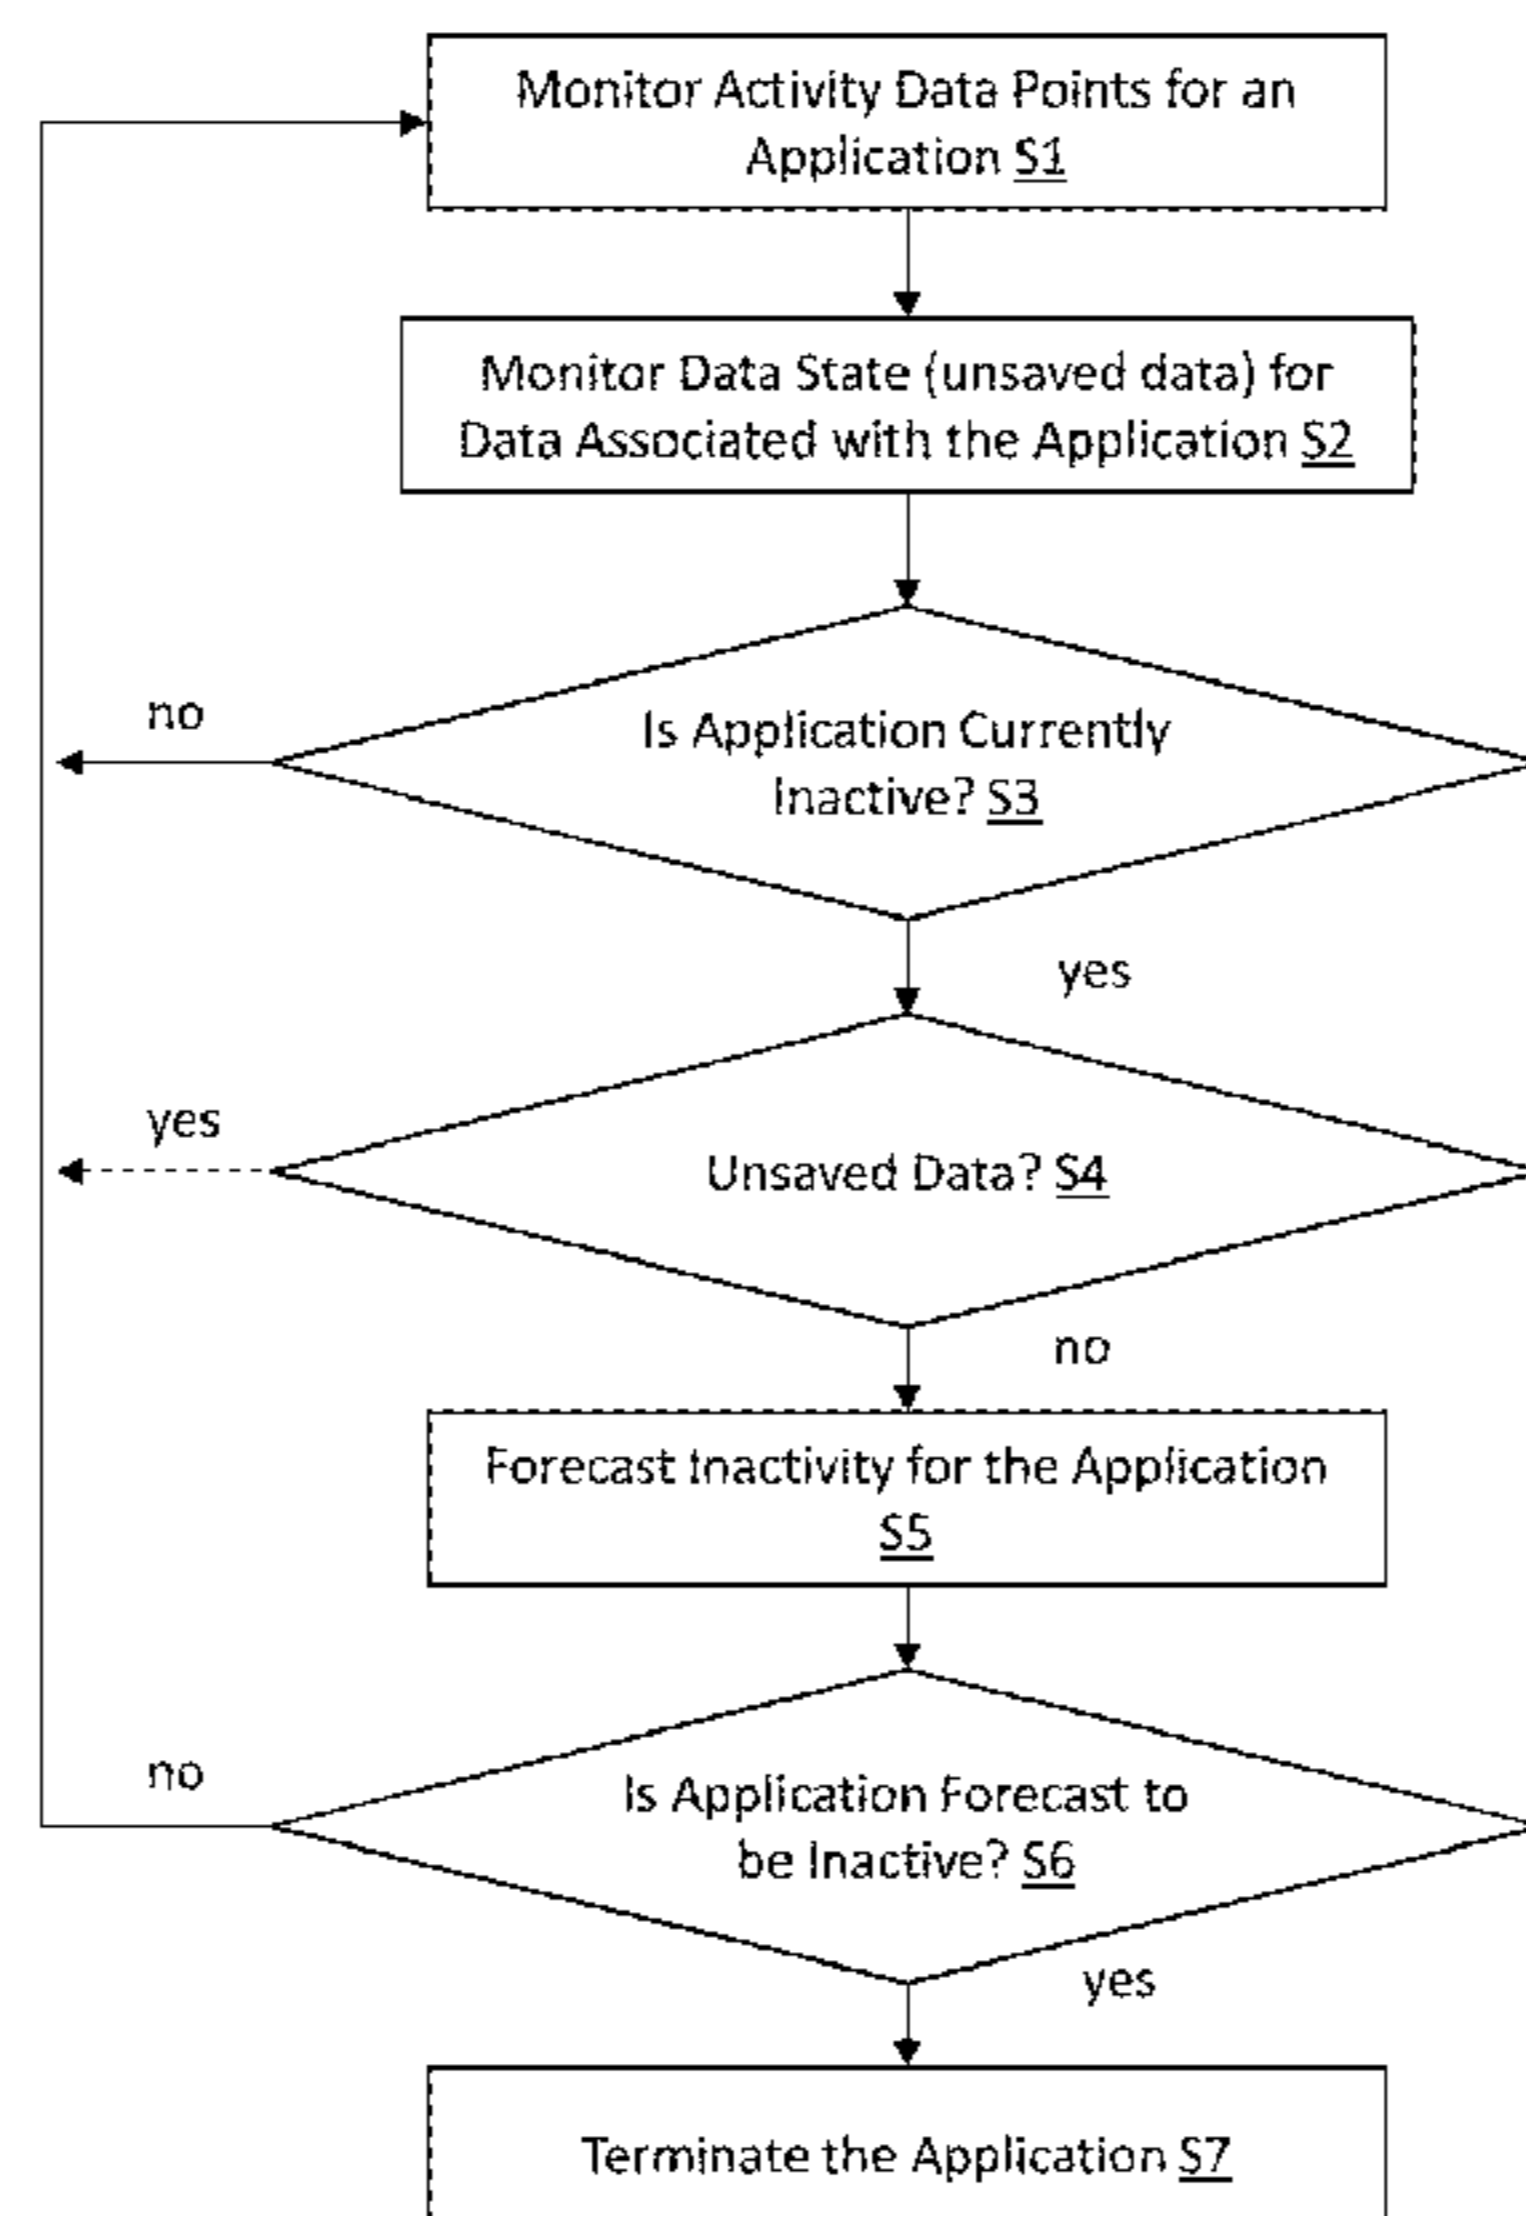 Monitor Activity Data Points for an
Application S1
Monitor Data State (unsaved data) for
Data Associated with the Application S2
no
Is Application Currently
Inactive? S3
yes
yes
Unsaved Data? S4
no
Forecast Inactivity for the Application
S5
no
Is Application Forecast to
be Inactive? S6
yes
Terminate the Application S7